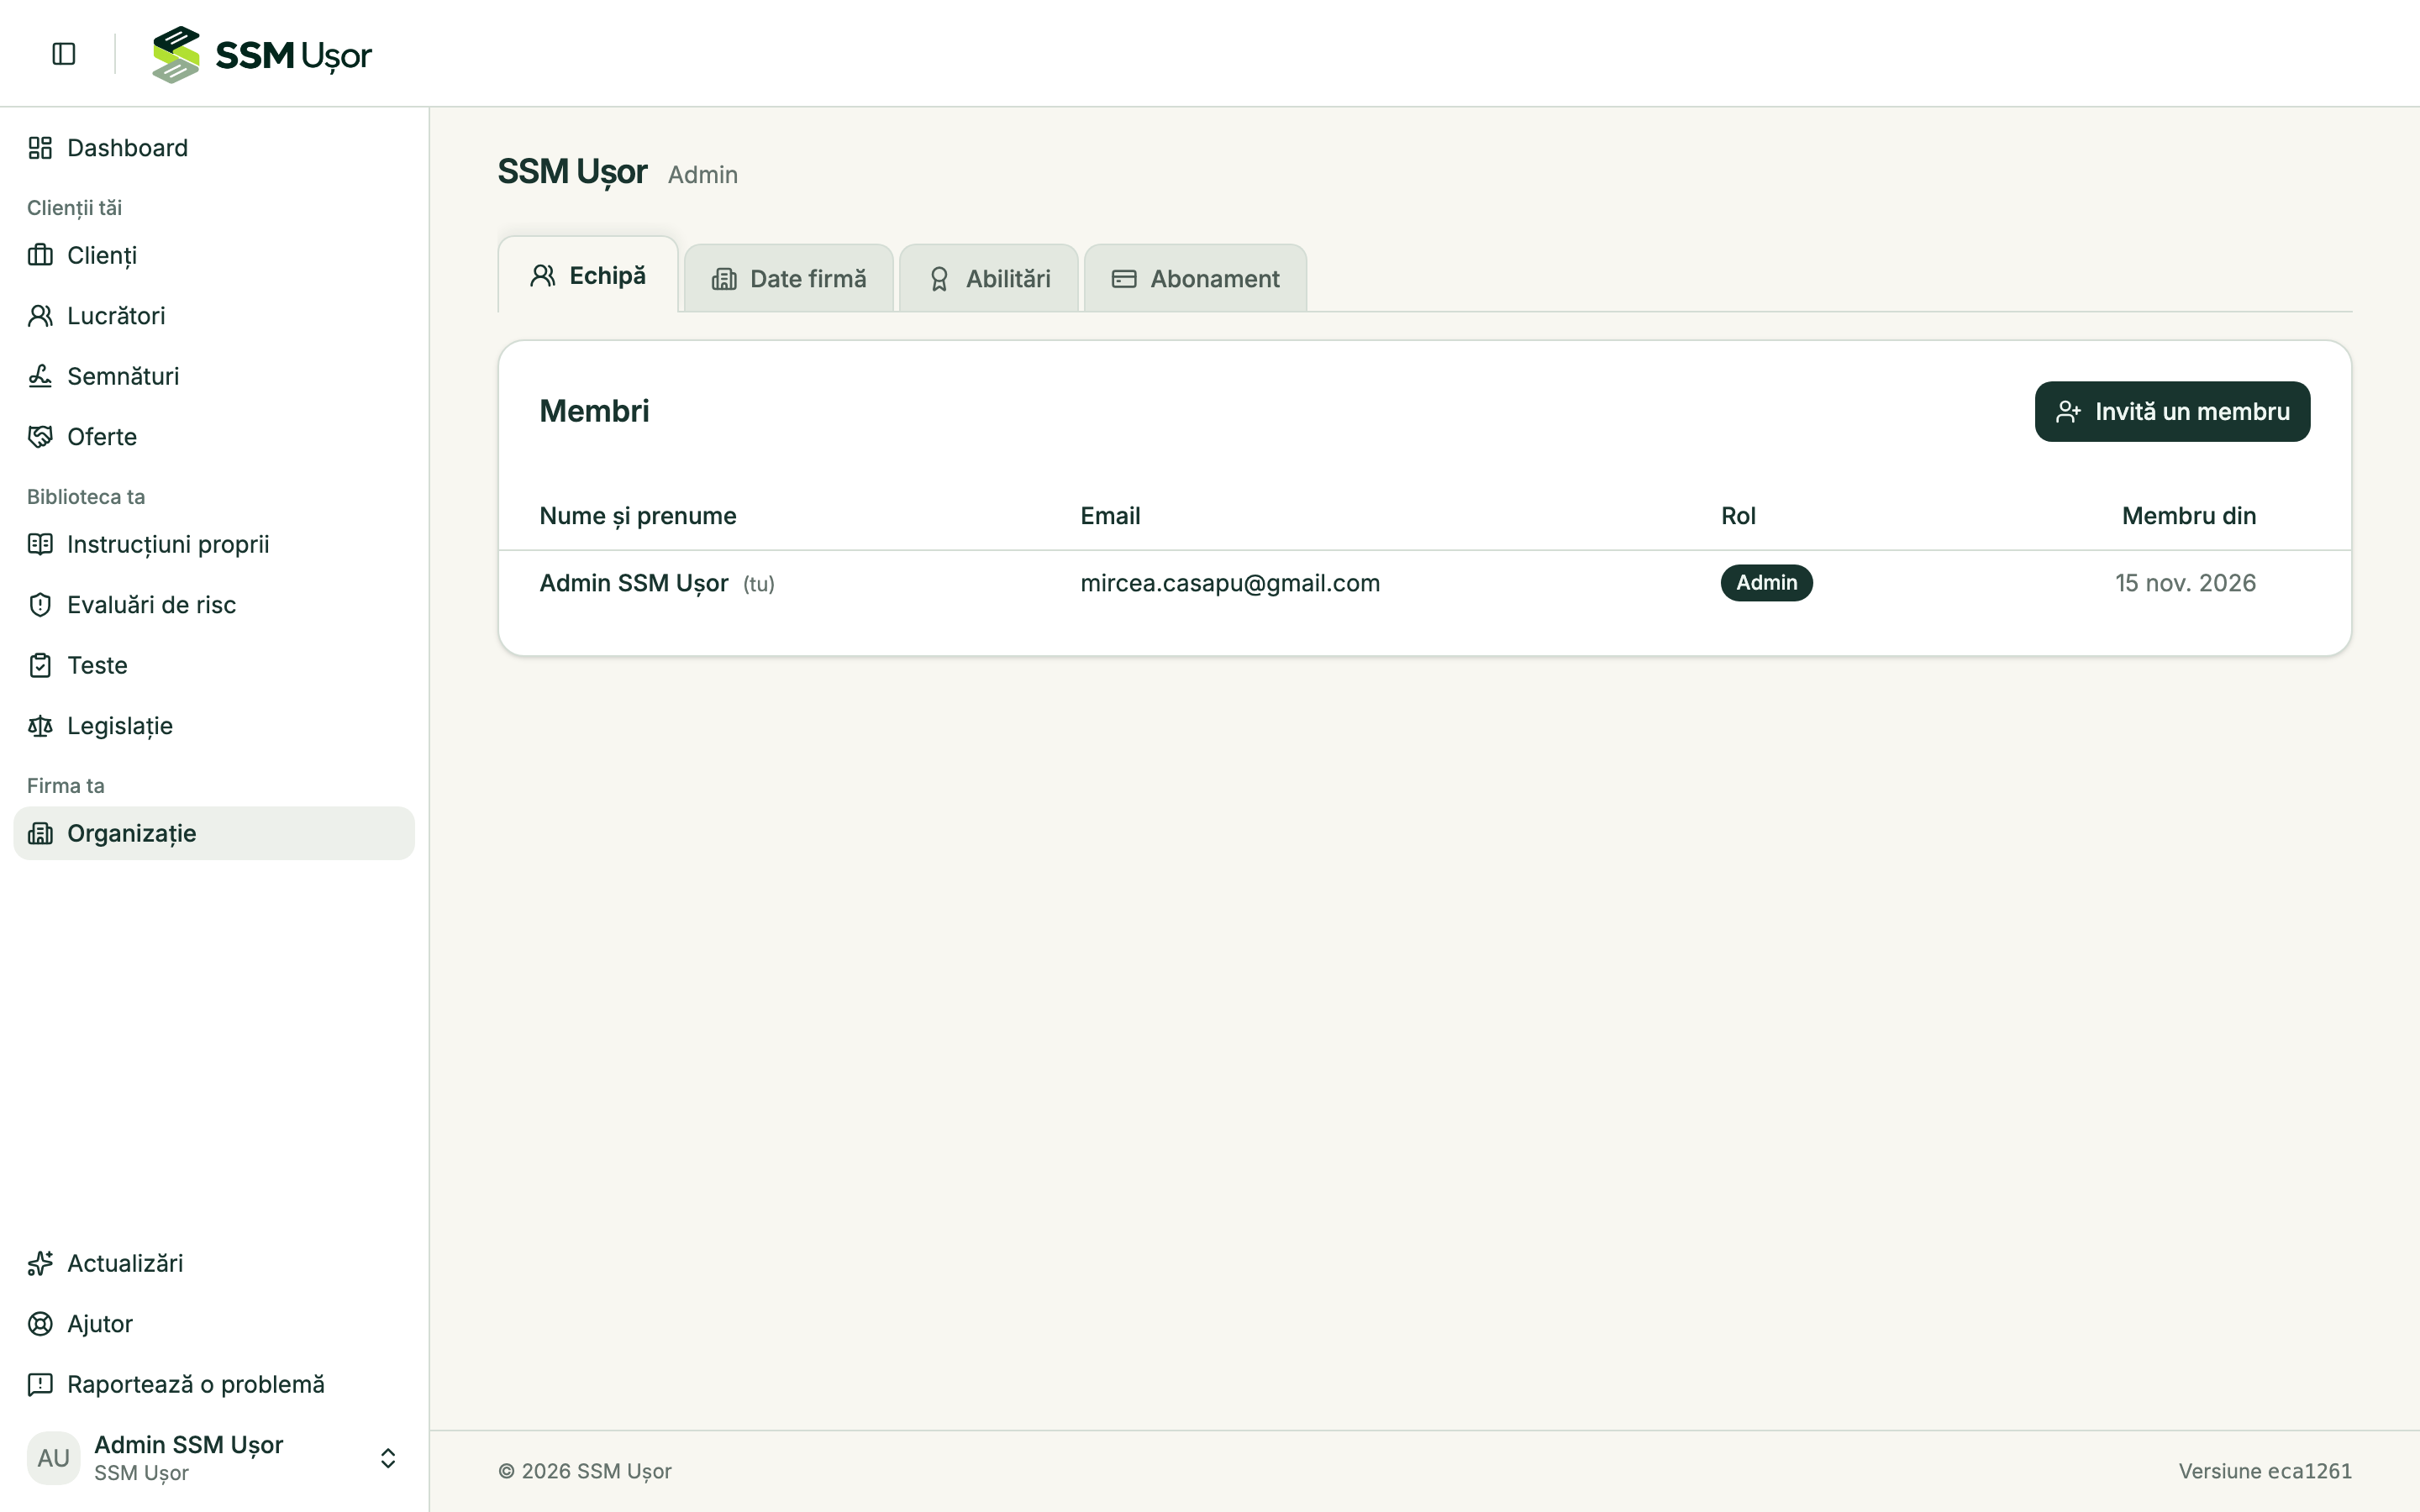 SSM Ușor
Dashboard
Clienții tăi
Clienți
Lucrători
Semnături
Oferte
Biblioteca ta
Instrucțiuni proprii
Evaluări de risc
Teste
Legislație
Firma ta
Organizație
Actualizări
Ajutor
Raportează o problemă
AU
Admin SSM Ușor
SSM Ușor
SSM Ușor Admin
Echipă Date firmă Abilitări Abonament
Membri Invită un membru
Nume și prenume Email Rol Membru din
Admin SSM Ușor (tu) mircea.casapu@gmail.com Admin 15 nov. 2026
© 2026 SSM Ușor Versiune eca1261